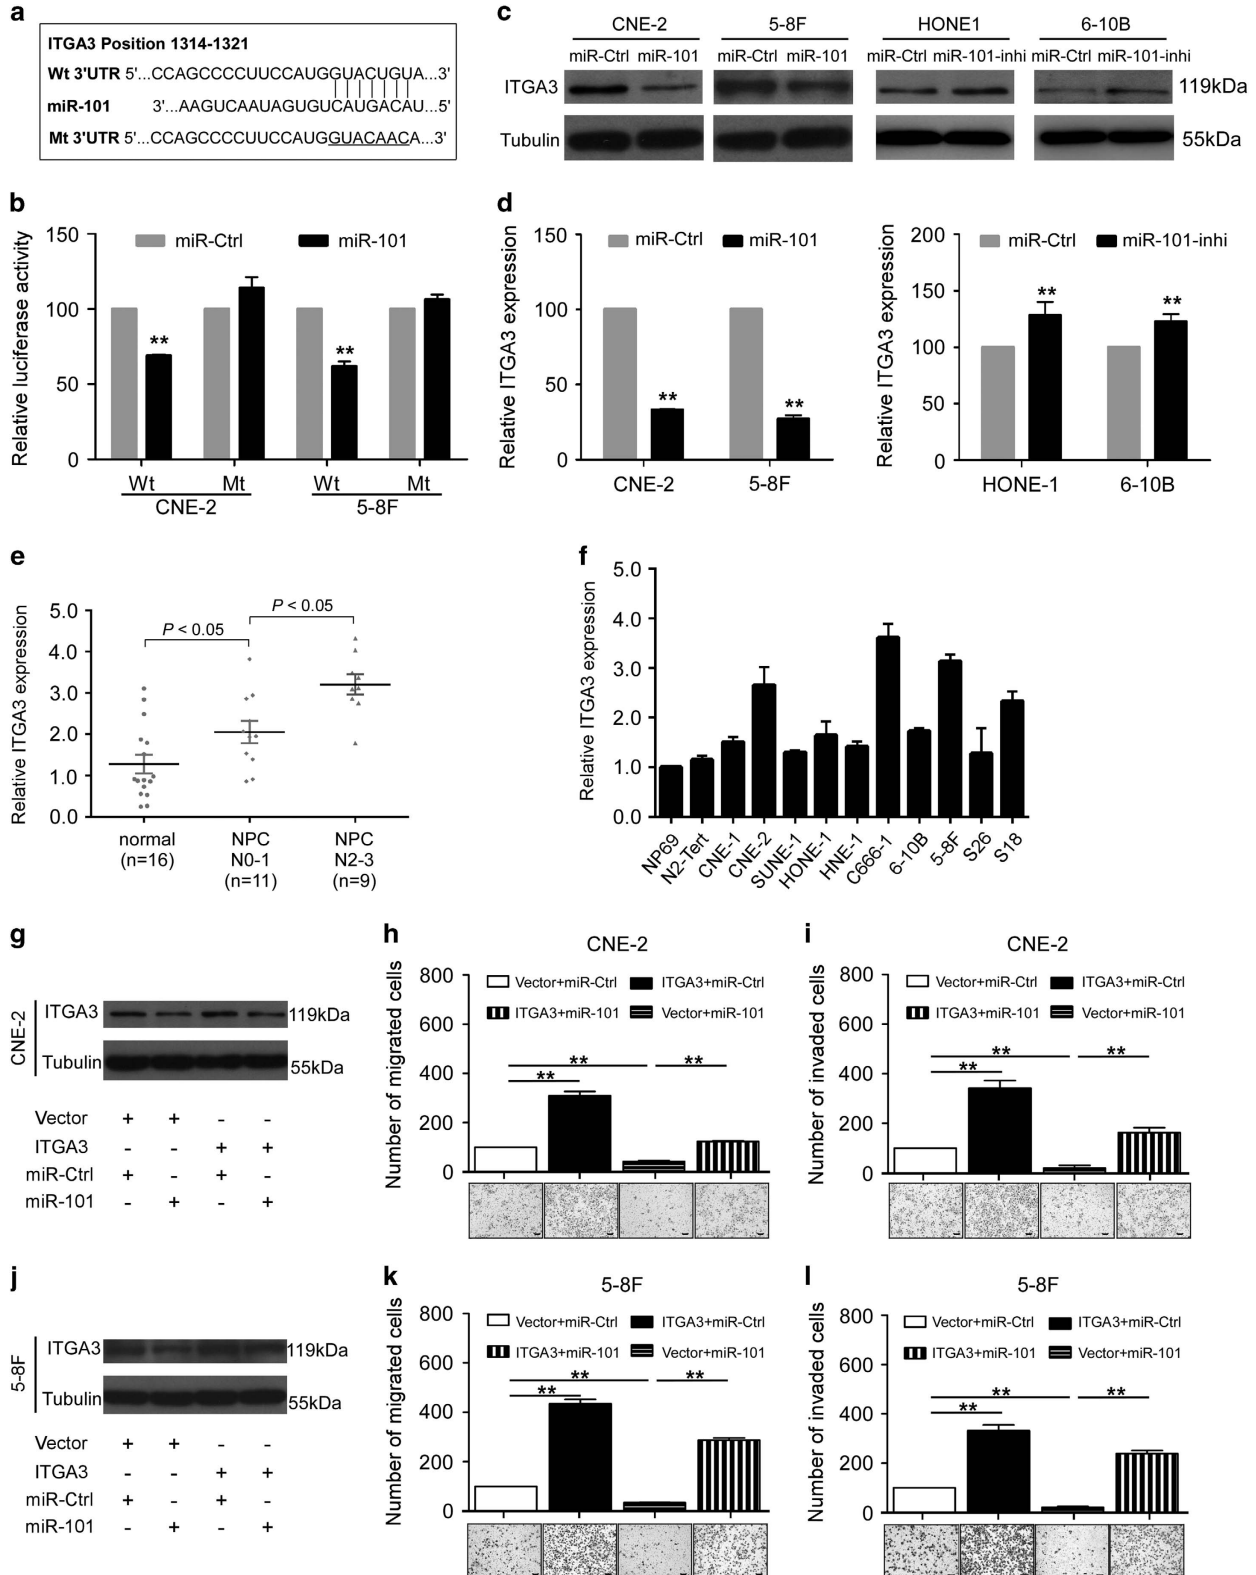 a
ITGA3 Position 1314-1321
Wt 3'UTR 5'...CCAGCCCCUUCCAUGGUACUGUA...3'
miR-101 3'...AAGUCAAUAGUGUCAUGACAU...5'
Mt 3'UTR 5'...CCAGCCCCUUCCAUGGUACAACA...3'
c
CNE-2 5-8F HONE1 6-10B
miR-Ctrl miR-101 miR-Ctrl miR-101 miR-Ctrl miR-101-inhi miR-Ctrl miR-101-inhi
ITGA3 119kDa
Tubulin 55kDa
b
Relative luciferase activity
150
100
50
0
miR-Ctrl miR-101
** **
Wt Mt Wt Mt
CNE-2 5-8F
d
Relative ITGA3 expression
150
100
50
0
miR-Ctrl miR-101
** **
CNE-2 5-8F
Relative ITGA3 expression
200
150
100
50
0
miR-Ctrl miR-101-inhi
** **
HONE-1 6-10B
e
Relative ITGA3 expression
5.0
4.0
3.0
2.0
1.0
0.0
P < 0.05
P < 0.05
normal (n=16)
NPC N0-1 (n=11)
NPC N2-3 (n=9)
f
Relative ITGA3 expression
5.0
4.0
3.0
2.0
1.0
0.0
NP69
N2-Tert
CNE-1
CNE-2
SUNE-1
HONE-1
HNE-1
C666-1
6-10B
5-8F
S26
S18
g
CNE-2
ITGA3 119kDa
Tubulin 55kDa
Vector + + - -
ITGA3 - - + +
miR-Ctrl + - + -
miR-101 - + - +
h
CNE-2
Number of migrated cells
800
600
400
200
0
Vector+miR-Ctrl ITGA3+miR-Ctrl
ITGA3+miR-101 Vector+miR-101
** **
**
i
CNE-2
Number of invaded cells
800
600
400
200
0
Vector+miR-Ctrl ITGA3+miR-Ctrl
ITGA3+miR-101 Vector+miR-101
** **
**
j
5-8F
ITGA3 119kDa
Tubulin 55kDa
Vector + + - -
ITGA3 - - + +
miR-Ctrl + - + -
miR-101 - + - +
k
5-8F
Number of migrated cells
800
600
400
200
0
Vector+miR-Ctrl ITGA3+miR-Ctrl
ITGA3+miR-101 Vector+miR-101
** **
**
l
5-8F
Number of invaded cells
800
600
400
200
0
Vector+miR-Ctrl ITGA3+miR-Ctrl
ITGA3+miR-101 Vector+miR-101
** **
**